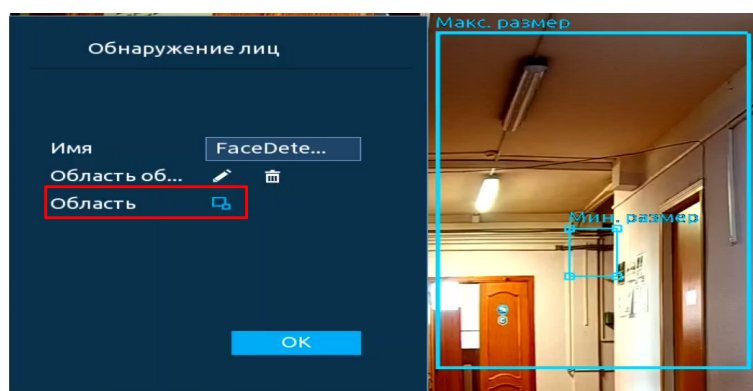 Макс. размер
Обнаружение лиц
Имя
FaceDete...
Область об...
Область
Мин. размер
OK